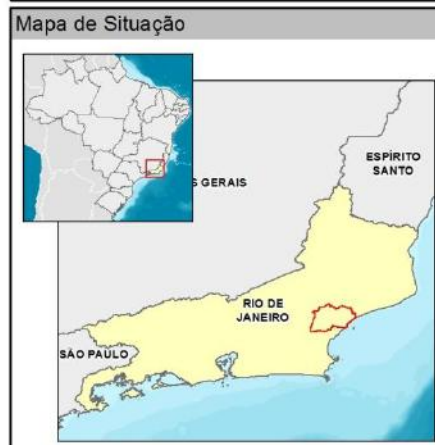 Mapa de Situação
ESPÍRITO
SANTO
S GERAIS
RIO DE
JANEIRO
SÃO PAULO